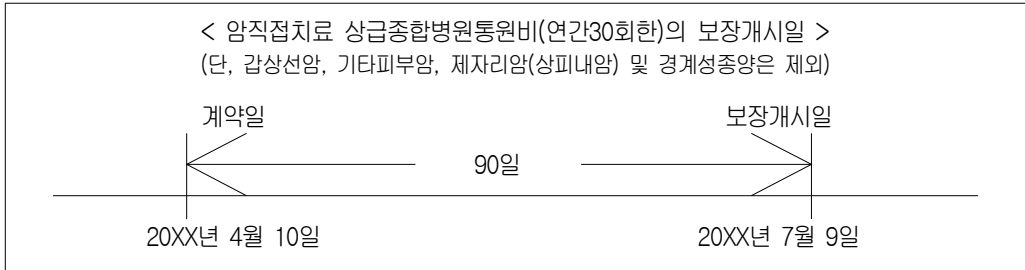 < 암직접치료 상급종합병원통원비(연간30회한)의 보장개시일 >
(단, 갑상선암, 기타피부암, 제자리암(상피내암) 및 경계성종양은 제외)
계약일 보장개시일
90일
20XX년 4월 10일 20XX년 7월 9일